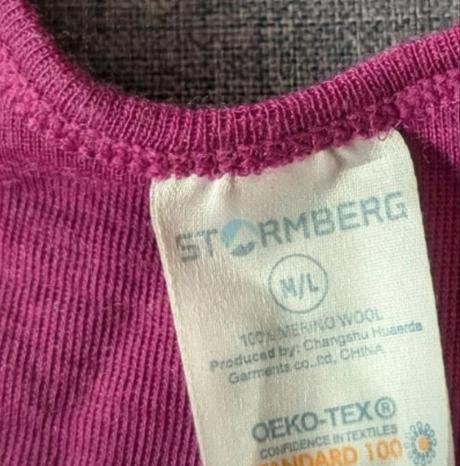 STORMBERG
M/L
100% MERINO WOOL
Produced by: Changshu Huaerda
Garments co.,ltd, CHINA
OEKO-TEX®
CONFIDENCE IN TEXTILES
STANDARD 100